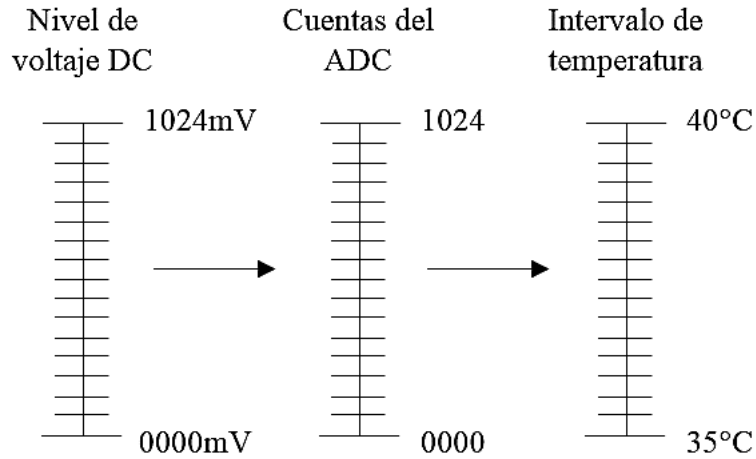 Nivel de
voltaje DC
Cuentas del
ADC
Intervalo de
temperatura
1024mV
1024
40°C
0000mV
0000
35°C